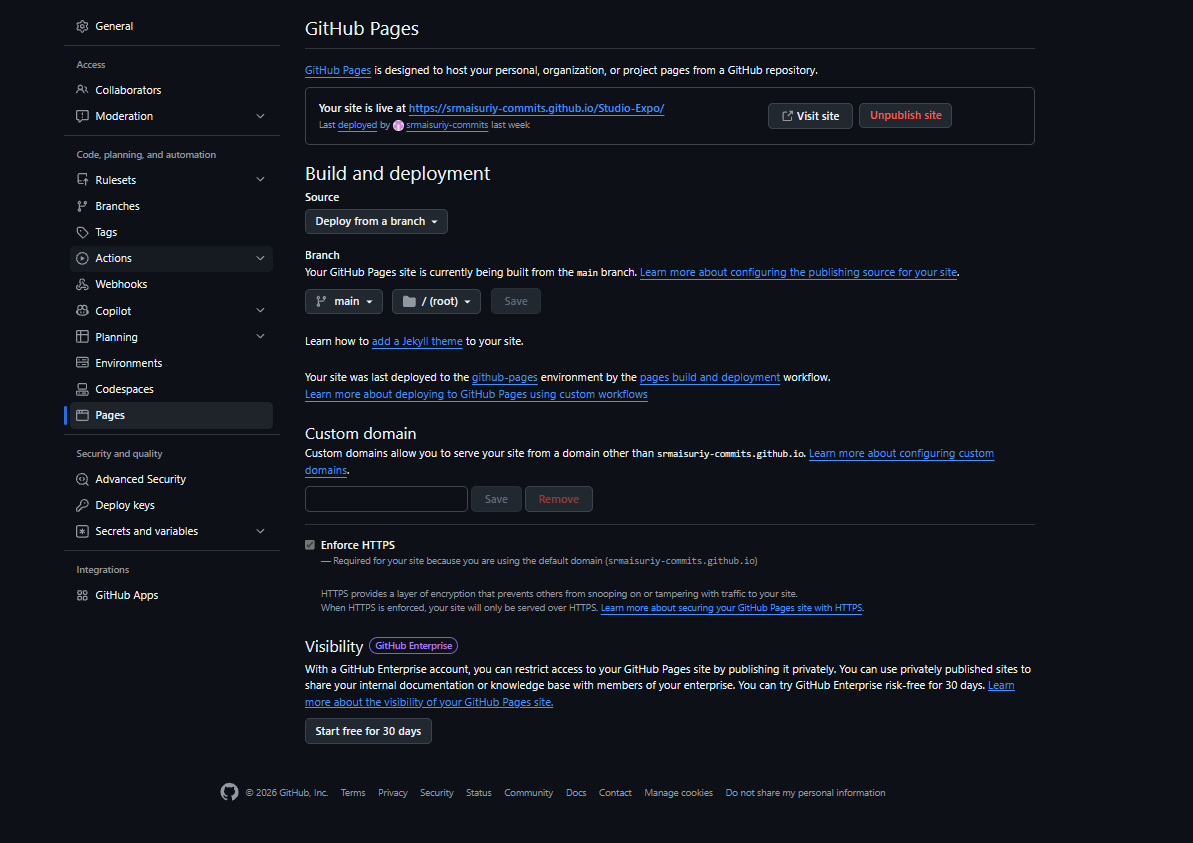 General
Access
Collaborators
Moderation
Code, planning, and automation
Rulesets
Branches
Tags
Actions
Webhooks
Copilot
Planning
Environments
Codespaces
Pages
Security and quality
Advanced Security
Deploy keys
Secrets and variables
Integrations
GitHub Apps
GitHub Pages
GitHub Pages is designed to host your personal, organization, or project pages from a GitHub repository.
Your site is live at https://srmaisuriy-commits.github.io/Studio-Expo/
Last deployed by srmaisuriy-commits last week
Visit site
Unpublish site
Build and deployment
Source
Deploy from a branch
Branch
Your GitHub Pages site is currently being built from the main branch. Learn more about configuring the publishing source for your site.
main
/ (root)
Save
Learn how to add a Jekyll theme to your site.
Your site was last deployed to the github-pages environment by the pages build and deployment workflow.
Learn more about deploying to GitHub Pages using custom workflows
Custom domain
Custom domains allow you to serve your site from a domain other than srmaisuriy-commits.github.io. Learn more about configuring custom
domains.
Save
Remove
Enforce HTTPS
— Required for your site because you are using the default domain (srmaisuriy-commits.github.io)
HTTPS provides a layer of encryption that prevents others from snooping on or tampering with traffic to your site.
When HTTPS is enforced, your site will only be served over HTTPS. Learn more about securing your GitHub Pages site with HTTPS.
Visibility GitHub Enterprise
With a GitHub Enterprise account, you can restrict access to your GitHub Pages site by publishing it privately. You can use privately published sites to
share your internal documentation or knowledge base with members of your enterprise. You can try GitHub Enterprise risk-free for 30 days. Learn
more about the visibility of your GitHub Pages site.
Start free for 30 days
© 2026 GitHub, Inc. Terms Privacy Security Status Community Docs Contact Manage cookies Do not share my personal information